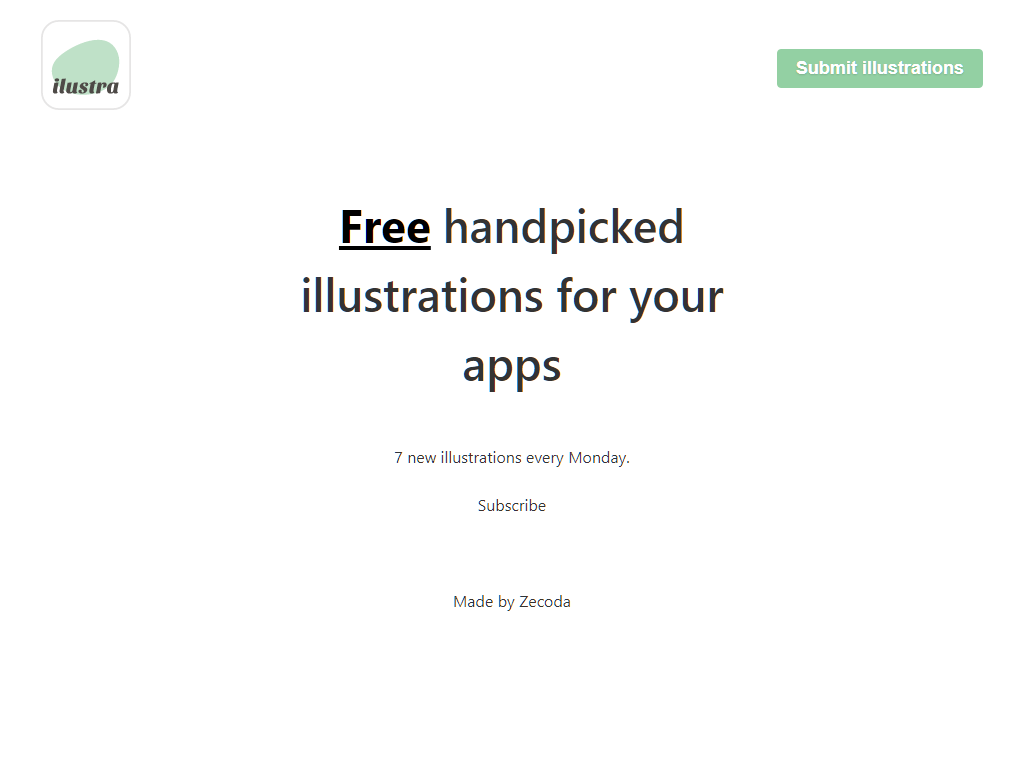 ilustra
Submit illustrations
Free handpicked
illustrations for your
apps
7 new illustrations every Monday.
Subscribe
Made by Zecoda